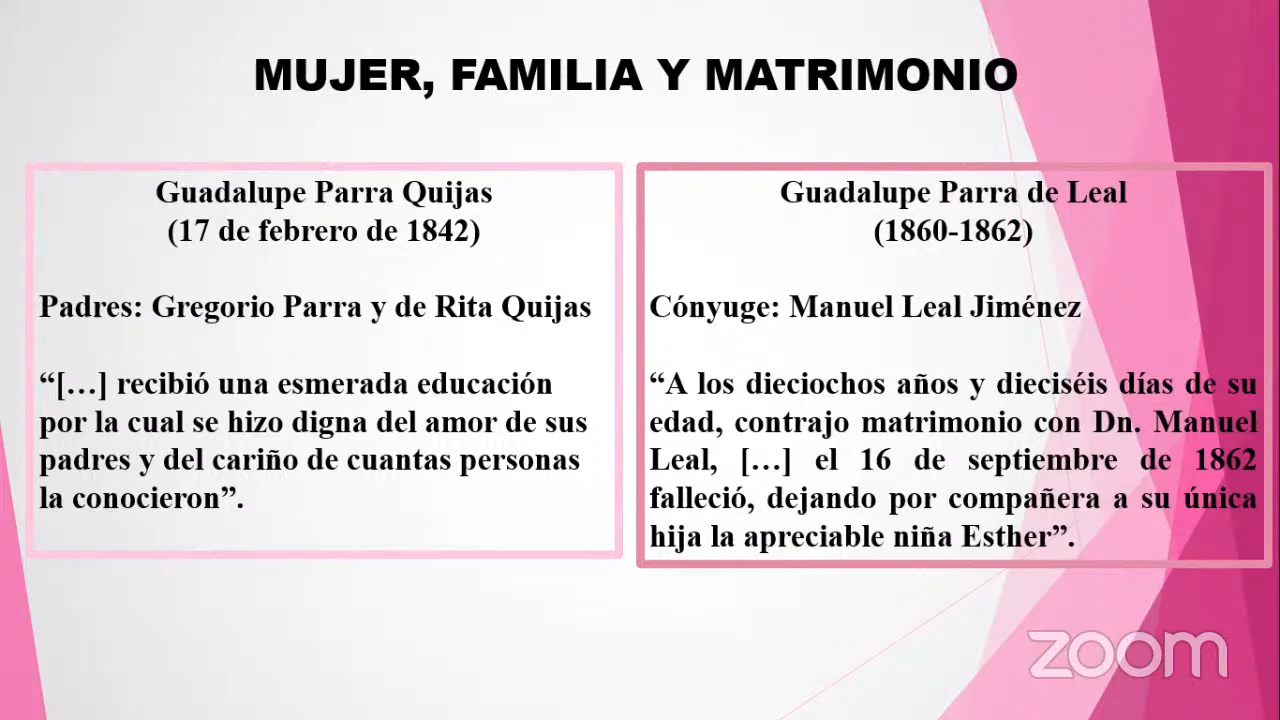 MUJER, FAMILIA Y MATRIMONIO
Guadalupe Parra Quijas
(17 de febrero de 1842)
Padres: Gregorio Parra y de Rita Quijas
“[…] recibió una esmerada educación
por la cual se hizo digna del amor de sus
padres y del cariño de cuantas personas
la conocieron”.
Guadalupe Parra de Leal
(1860-1862)
Cónyuge: Manuel Leal Jiménez
“A los dieciochos años y dieciséis días de su
edad, contrajo matrimonio con Dn. Manuel
Leal, […] el 16 de septiembre de 1862
falleció, dejando por compañera a su única
hija la apreciable niña Esther”.
zoom